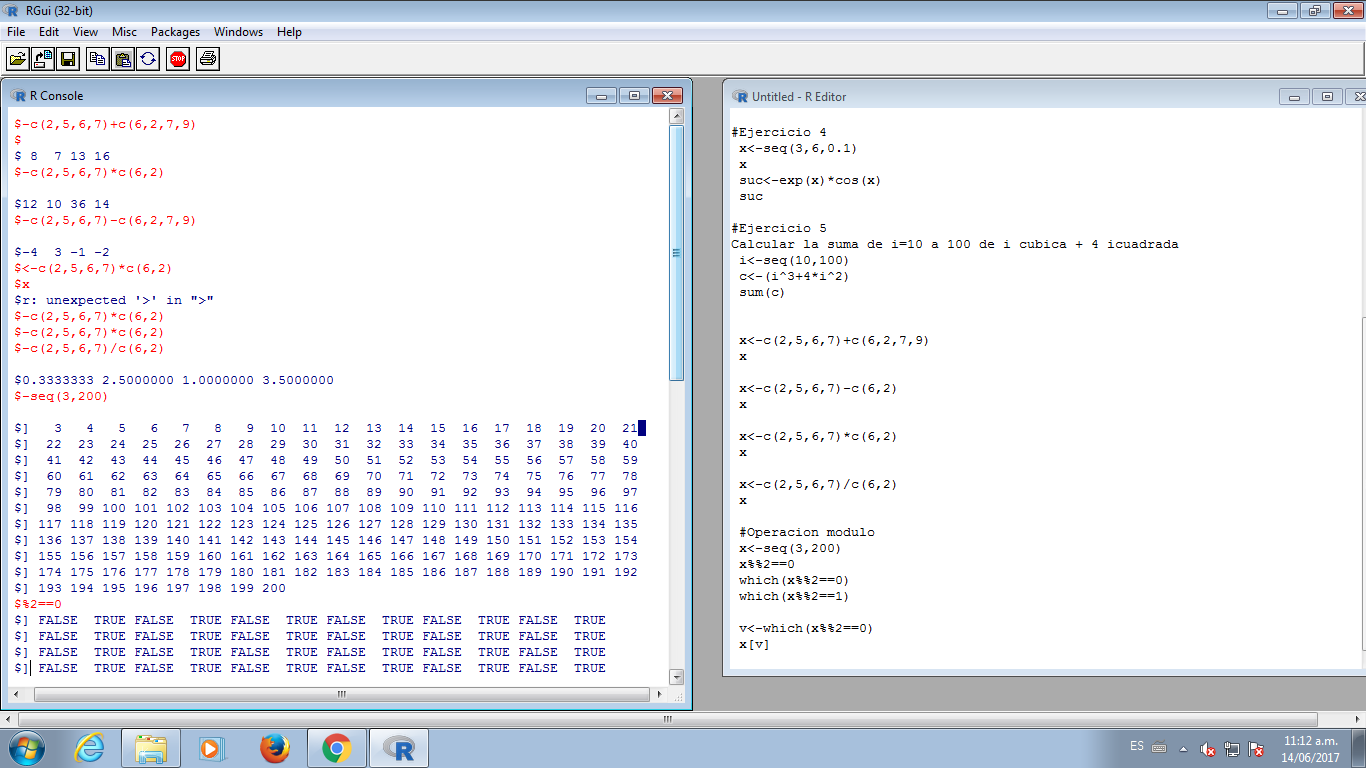 RGui (32-bit)
File Edit View Misc Packages Windows Help
STOP
R Console
$-c(2,5,6,7)+c(6,2,7,9)
$
$ 8  7 13 16
$-c(2,5,6,7)*c(6,2)
$12 10 36 14
$-c(2,5,6,7)-c(6,2,7,9)
$-4  3 -1 -2
$<-c(2,5,6,7)*c(6,2)
$x
$r: unexpected '>' in ">"
$-c(2,5,6,7)*c(6,2)
$-c(2,5,6,7)*c(6,2)
$-c(2,5,6,7)/c(6,2)
$0.3333333 2.5000000 1.0000000 3.5000000
$-seq(3,200)
$]   3   4   5   6   7   8   9  10  11  12  13  14  15  16  17  18  19  20  21
$]  22  23  24  25  26  27  28  29  30  31  32  33  34  35  36  37  38  39  40
$]  41  42  43  44  45  46  47  48  49  50  51  52  53  54  55  56  57  58  59
$]  60  61  62  63  64  65  66  67  68  69  70  71  72  73  74  75  76  77  78
$]  79  80  81  82  83  84  85  86  87  88  89  90  91  92  93  94  95  96  97
$]  98  99 100 101 102 103 104 105 106 107 108 109 110 111 112 113 114 115 116
$] 117 118 119 120 121 122 123 124 125 126 127 128 129 130 131 132 133 134 135
$] 136 137 138 139 140 141 142 143 144 145 146 147 148 149 150 151 152 153 154
$] 155 156 157 158 159 160 161 162 163 164 165 166 167 168 169 170 171 172 173
$] 174 175 176 177 178 179 180 181 182 183 184 185 186 187 188 189 190 191 192
$] 193 194 195 196 197 198 199 200
$%2==0
$] FALSE  TRUE FALSE  TRUE FALSE  TRUE FALSE  TRUE FALSE  TRUE FALSE  TRUE
$] FALSE  TRUE FALSE  TRUE FALSE  TRUE FALSE  TRUE FALSE  TRUE FALSE  TRUE
$] FALSE  TRUE FALSE  TRUE FALSE  TRUE FALSE  TRUE FALSE  TRUE FALSE  TRUE
$] FALSE  TRUE FALSE  TRUE FALSE  TRUE FALSE  TRUE FALSE  TRUE FALSE  TRUE
Untitled - R Editor
#Ejercicio 4
x<-seq(3,6,0.1)
x
suc<-exp(x)*cos(x)
suc
#Ejercicio 5
Calcular la suma de i=10 a 100 de i cubica + 4 icuadrada
i<-seq(10,100)
c<-(i^3+4*i^2)
sum(c)
x<-c(2,5,6,7)+c(6,2,7,9)
x
x<-c(2,5,6,7)-c(6,2)
x
x<-c(2,5,6,7)*c(6,2)
x
x<-c(2,5,6,7)/c(6,2)
x
#Operacion modulo
x<-seq(3,200)
x%%2==0
which(x%%2==0)
which(x%%2==1)
v<-which(x%%2==0)
x[v]
ES
11:12 a.m.
14/06/2017